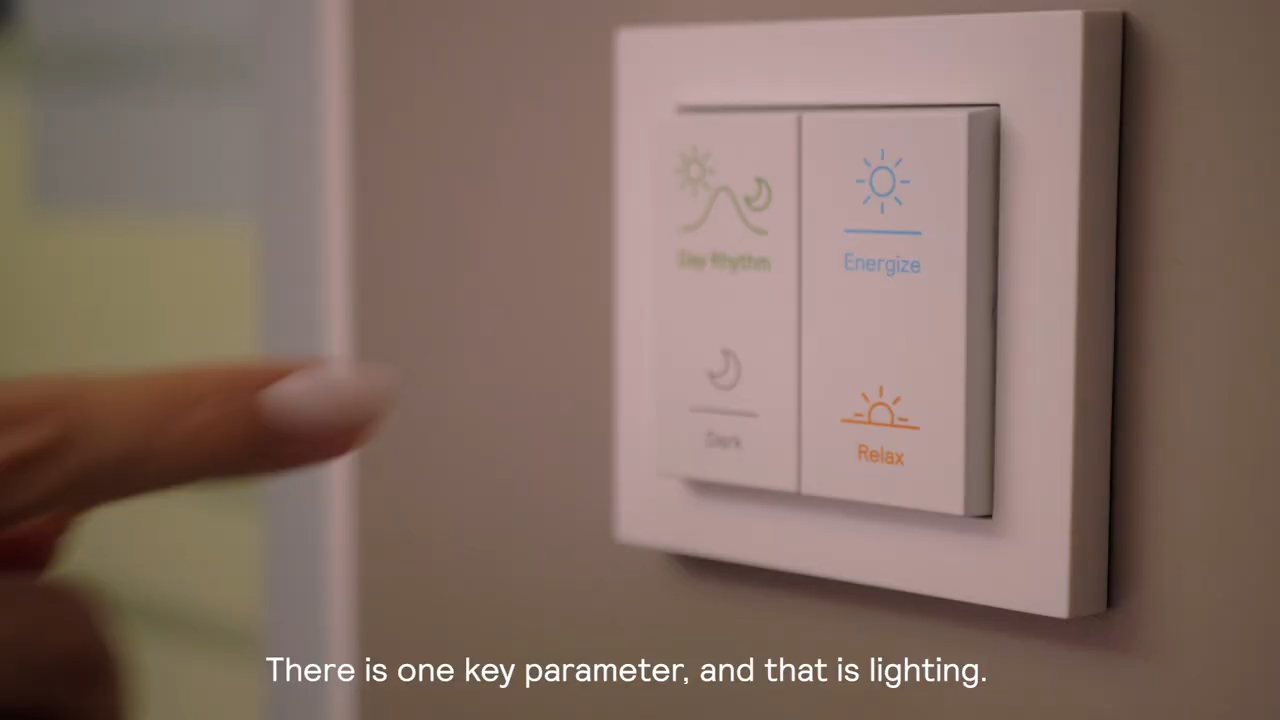 Day Rhythm
Energize
Dark
Relax
There is one key parameter, and that is lighting.